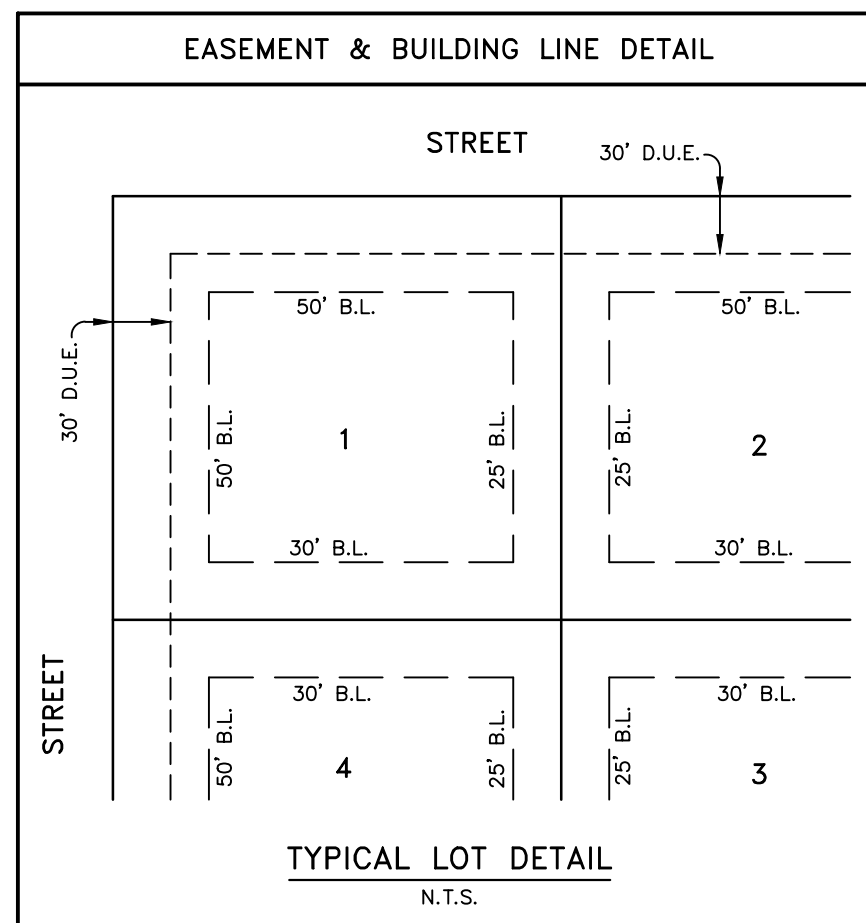 EASEMENT & BUILDING LINE DETAIL
STREET
30' D.U.E.
50' B.L.
50' B.L.
30' D.U.E.
50' B.L.
1
25' B.L.
25' B.L.
2
30' B.L.
30' B.L.
STREET
30' B.L.
30' B.L.
50' B.L.
4
25' B.L.
25' B.L.
3
TYPICAL LOT DETAIL
N.T.S.